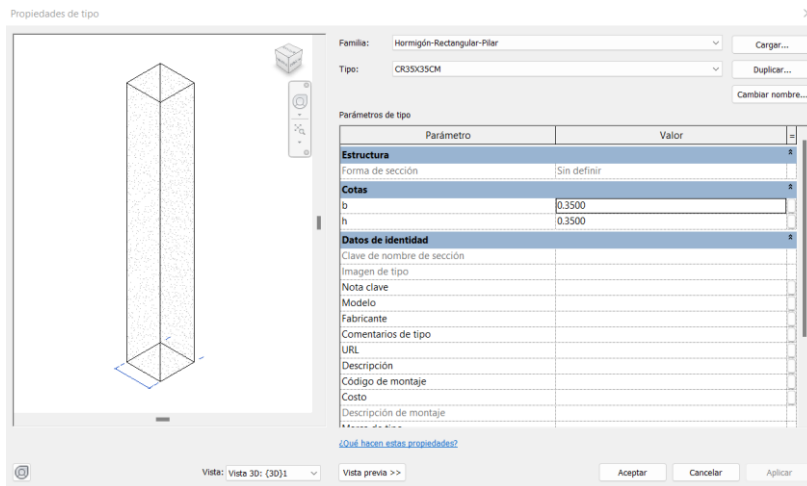 Propiedades de tipo
Familia: Hormigón-Rectangular-Pilar Cargar...
Tipo: CR35X35CM Duplicar...
Cambiar nombre...
Parámetros de tipo
Parámetro Valor =
Estructura
Forma de sección Sin definir
Cotas
b 0.3500
h 0.3500
Datos de identidad
Clave de nombre de sección
Imagen de tipo
Nota clave
Modelo
Fabricante
Comentarios de tipo
URL
Descripción
Código de montaje
Costo
Descripción de montaje
¿Qué hacen estas propiedades?
Vista: Vista 3D: {3D}1 Vista previa >> Aceptar Cancelar Aplicar